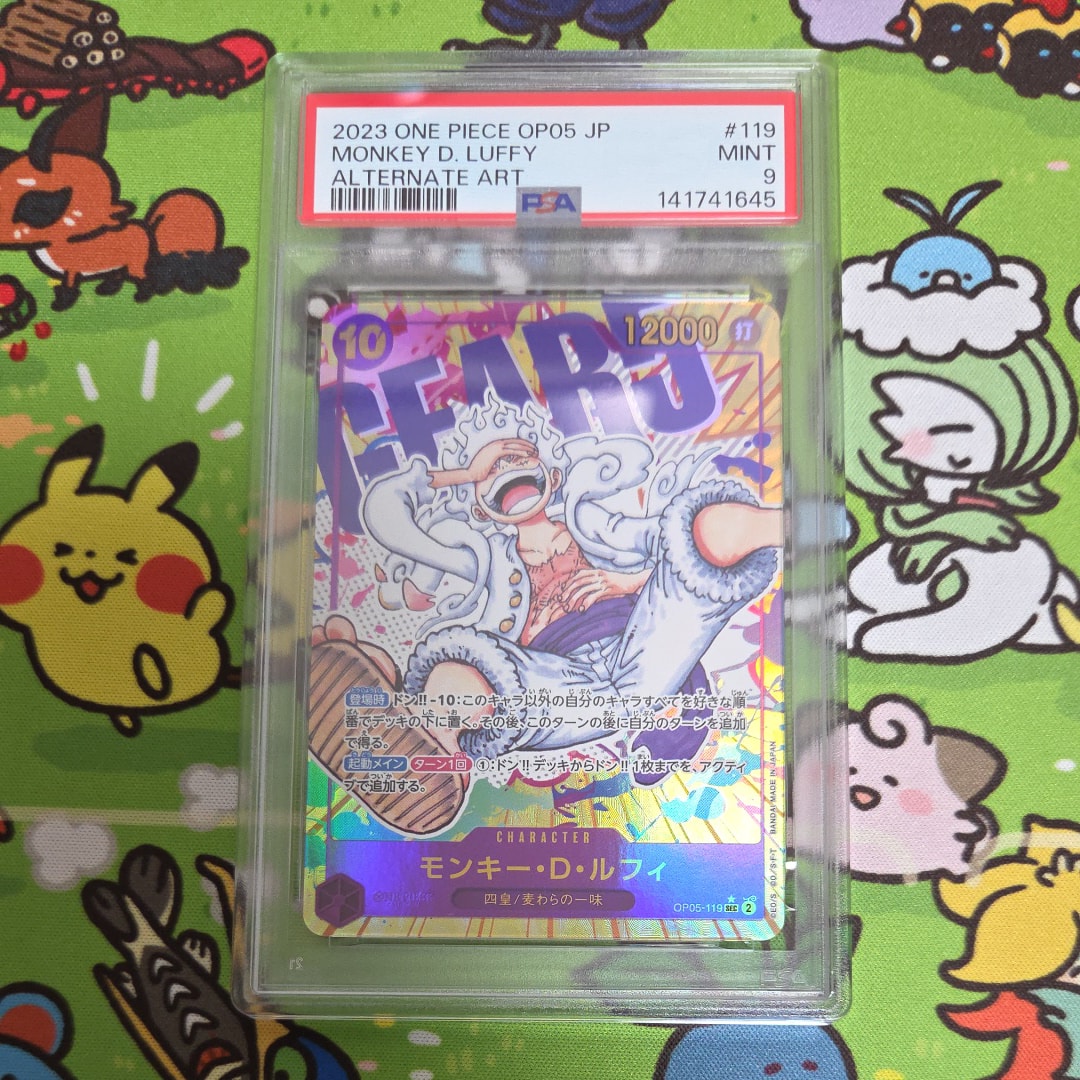 2023 ONE PIECE OP05 JP #119
MONKEY D. LUFFY MINT
ALTERNATE ART 9
PSA 141741645
10 12000 打
GEAR5
登場時 ドン!!-10:このキャラ以外の自分のキャラすべてを好きな順
番でデッキの下に置く。その後、このターンの後に自分のターンを追加
で得る。
起動メイン ターン1回 ①:ドン!!デッキからドン!!1枚までを、アクティ
ブで追加する。
CHARACTER
モンキー・D・ルフィ
四皇/麦わらの一味
OP05-119 SEC 2
©E.O/S. ©O/S.F.T / BANDAI MADE IN JAPAN